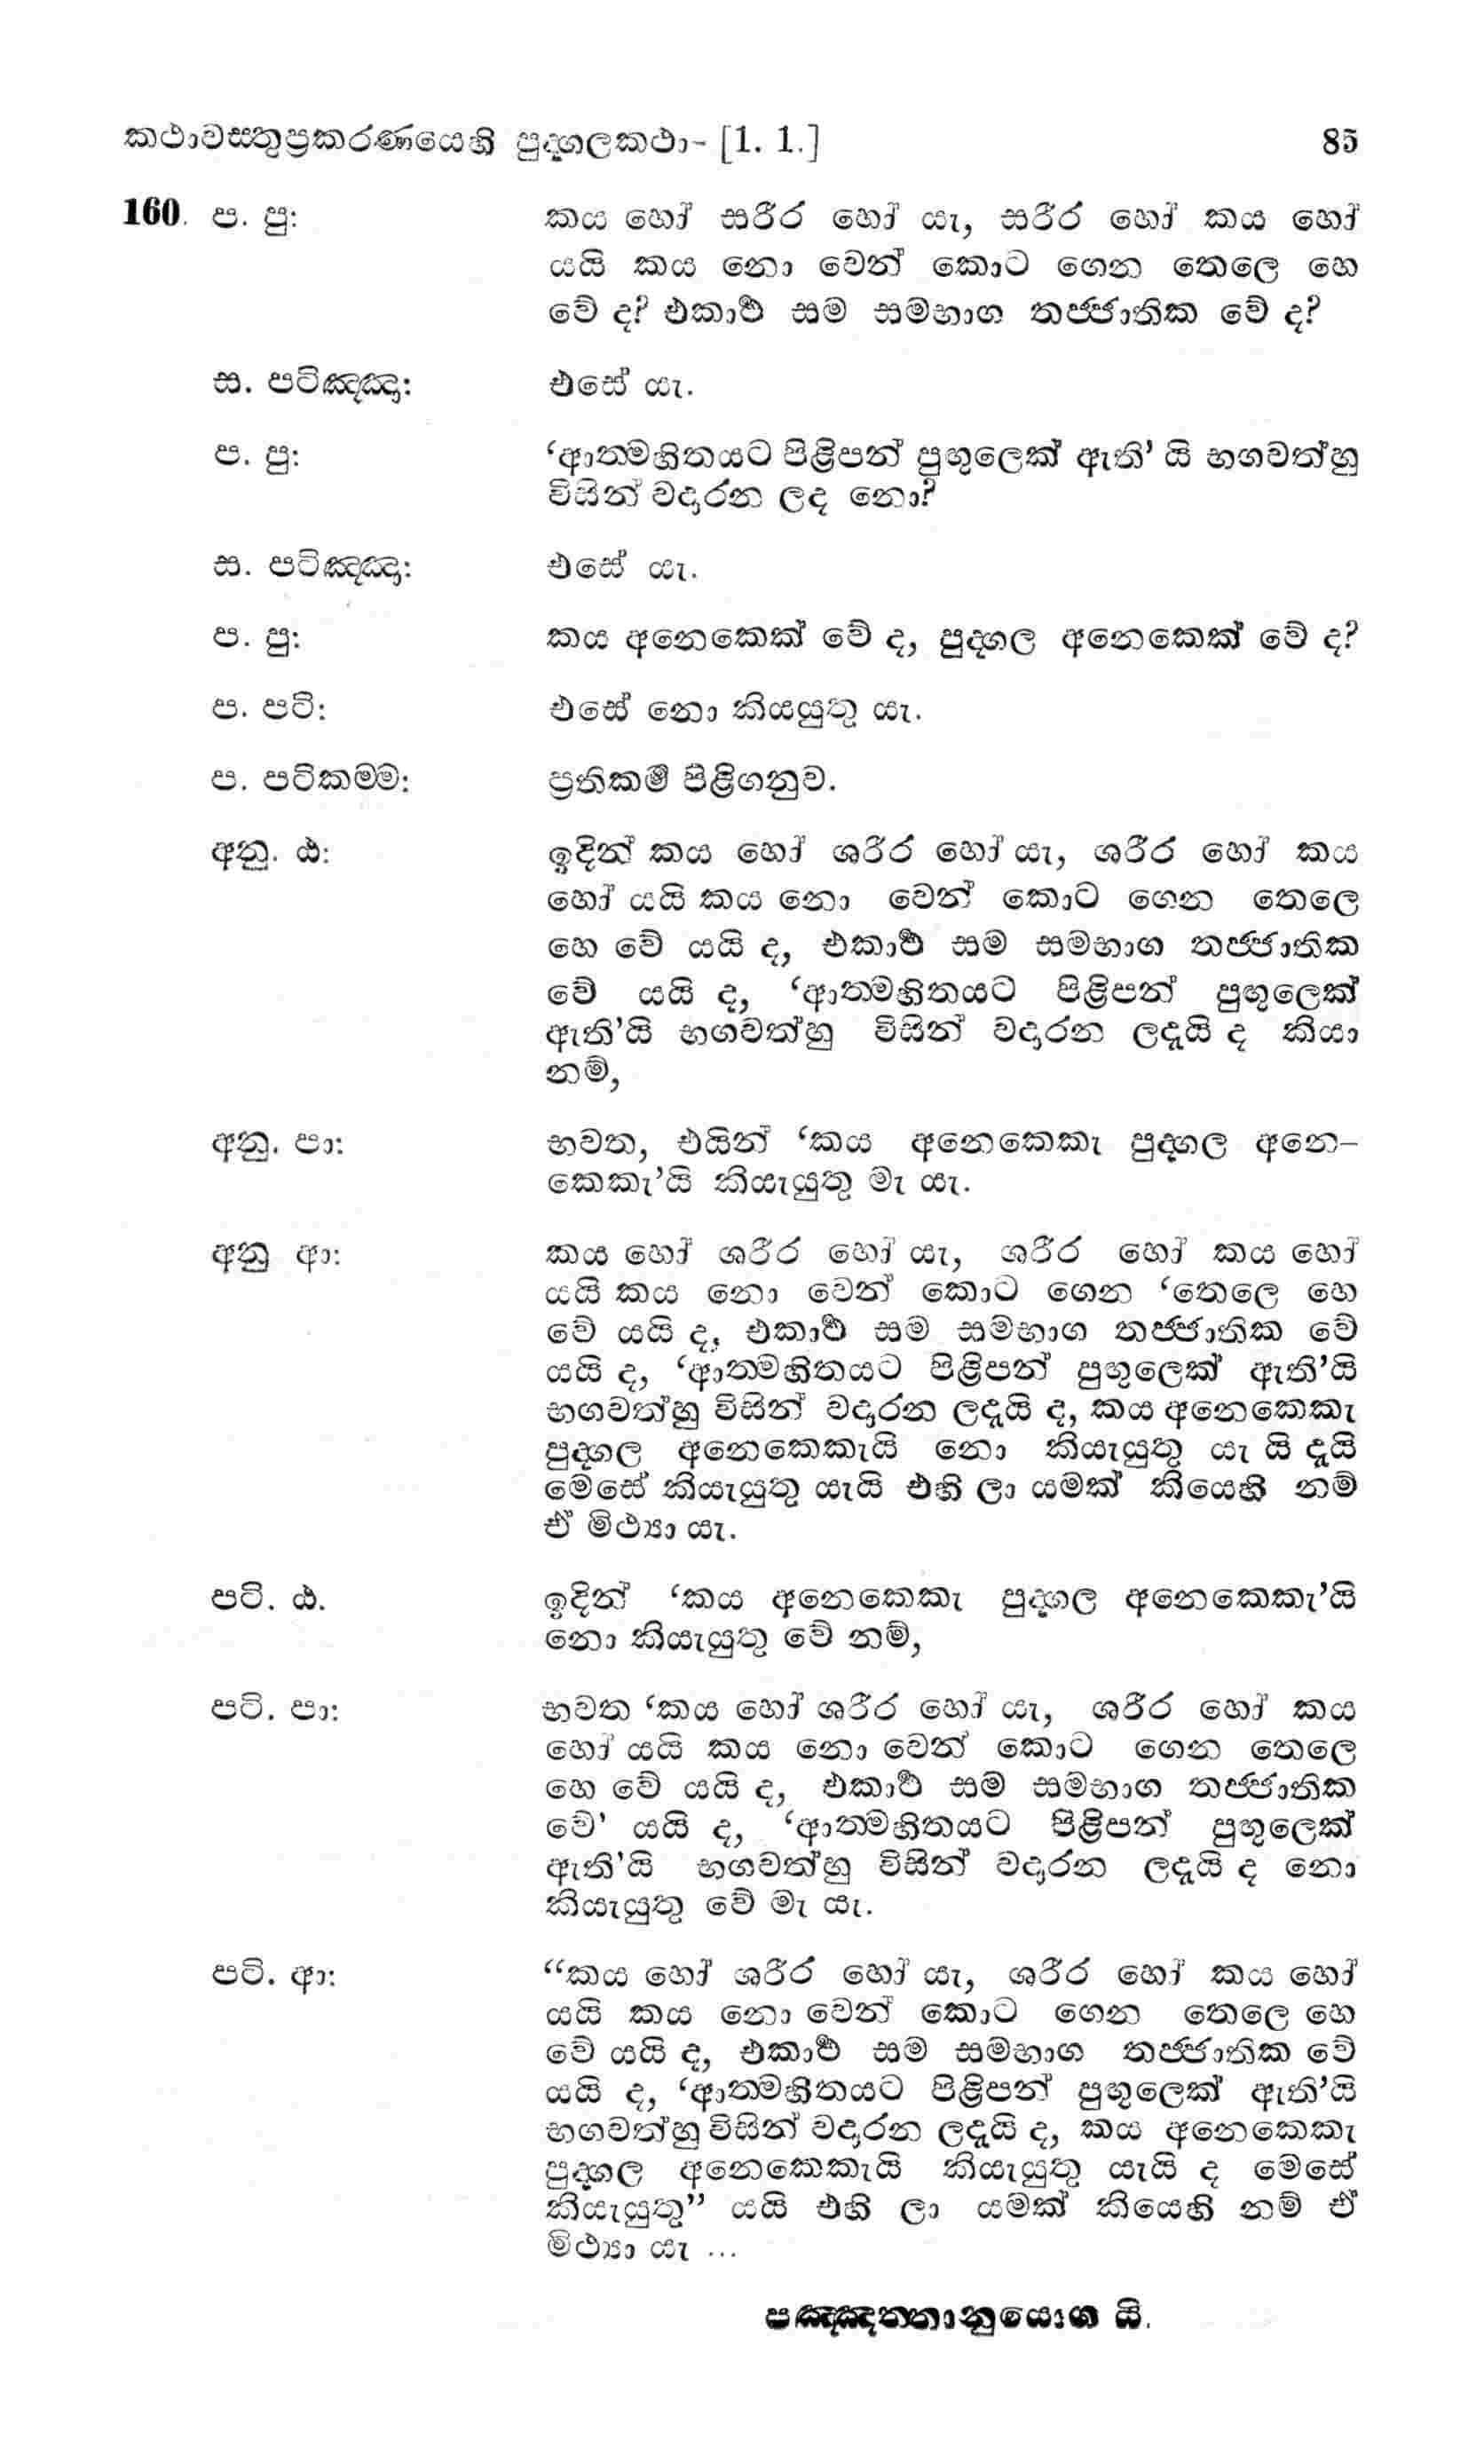 කථාවස්තුප්‍රකරණයෙහි පුද්ගලකථා- [1. 1.] 85
160. ප. පු: කය හෝ සරීර හෝ යැ, සරීර හෝ කය හෝ
යයි කය නො වෙන් කොට ගෙන තෙලෙ හෙ
වේ ද? එකාර්‍ථ සම සමභාග තජ්ජාතික වේ ද?
ස. පටිඤ්ඤා: එසේ යැ.
ප. පු: ‘ආත්මහිතයට පිළිපන් පුඟුලෙක් ඇති’ යි භගවත්හු
විසින් වදාරන ලද නො?
ස. පටිඤ්ඤා: එසේ යැ.
ප. පු: කය අනෙකෙක් වේ ද, පුද්ගල අනෙකෙක් වේ ද?
ප. පටි: එසේ නො කියයුතු යැ.
ප. පටිකම්ම: ප්‍රතිකර්‍ම පිළිගනුව.
අනු. ඨ: ඉදින් කය හෝ ශරීර හෝ යැ, ශරීර හෝ කය
හෝ යයි කය නො වෙන් කොට ගෙන තෙලෙ
හෙ වේ යයි ද, එකාර්‍ථ සම සමභාග තජ්ජාතික
වේ යයි ද, ‘ආත්මහිතයට පිළිපන් පුඟුලෙක්
ඇති’යි භගවත්හු විසින් වදාරන ලදැයි ද කියා
නම්,
අනු. පා: භවත, එයින් ‘කය අනෙකෙකැ පුද්ගල අනෙ-
කෙකැ’යි කියැයුතු මැ යැ.
අනු ආ: කය හෝ ශරීර හෝ යැ, ශරීර හෝ කය හෝ
යයි කය නො වෙන් කොට ගෙන ‘තෙලෙ හෙ
වේ යයි ද, එකාර්‍ථ සම සමභාග තජ්ජාතික වේ
යයි ද, ‘ආත්මහිතයට පිළිපන් පුඟුලෙක් ඇති’යි
භගවත්හු විසින් වදාරන ලදැයි ද, කය අනෙකෙකැ
පුද්ගල අනෙකෙකැයි නො කියැයුතු යැ යි දැයි
මෙසේ කියැයුතු යැයි එහි ලා යමක් කියෙහි නම්
ඒ මිථ්‍යා යැ.
පටි. ඨ. ඉදින් ‘කය අනෙකෙකැ පුද්ගල අනෙකෙකැ’යි
නො කියැයුතු වේ නම්,
පටි. පා: භවත ‘කය හෝ ශරීර හෝ යැ, ශරීර හෝ කය
හෝ යයි කය නො වෙන් කොට ගෙන තෙලෙ
හෙ වේ යයි ද, එකාර්‍ථ සම සමභාග තජ්ජාතික
වේ’ යයි ද, ‘ආත්මහිතයට පිළිපන් පුඟුලෙක්
ඇති’යි භගවත්හු විසින් වදාරන ලදැයි ද නො
කියැයුතු වේ මැ යැ.
පටි. ආ: “කය හෝ ශරීර හෝ යැ, ශරීර හෝ කය හෝ
යයි කය නො වෙන් කොට ගෙන තෙලෙ හෙ
වේ යයි ද, එකාර්‍ථ සම සමභාග තජ්ජාතික වේ
යයි ද, ‘ආත්මහිතයට පිළිපන් පුඟුලෙක් ඇති’යි
භගවත්හු විසින් වදාරන ලදැයි ද, කය අනෙකෙකැ
පුද්ගල අනෙකෙකැයි කියැයුතු යැයි ද මෙසේ
කියැයුතු” යයි එහි ලා යමක් කියෙහි නම් ඒ
මිථ්‍යා යැ ...
පඤ්ඤත්තානුයොග යි.